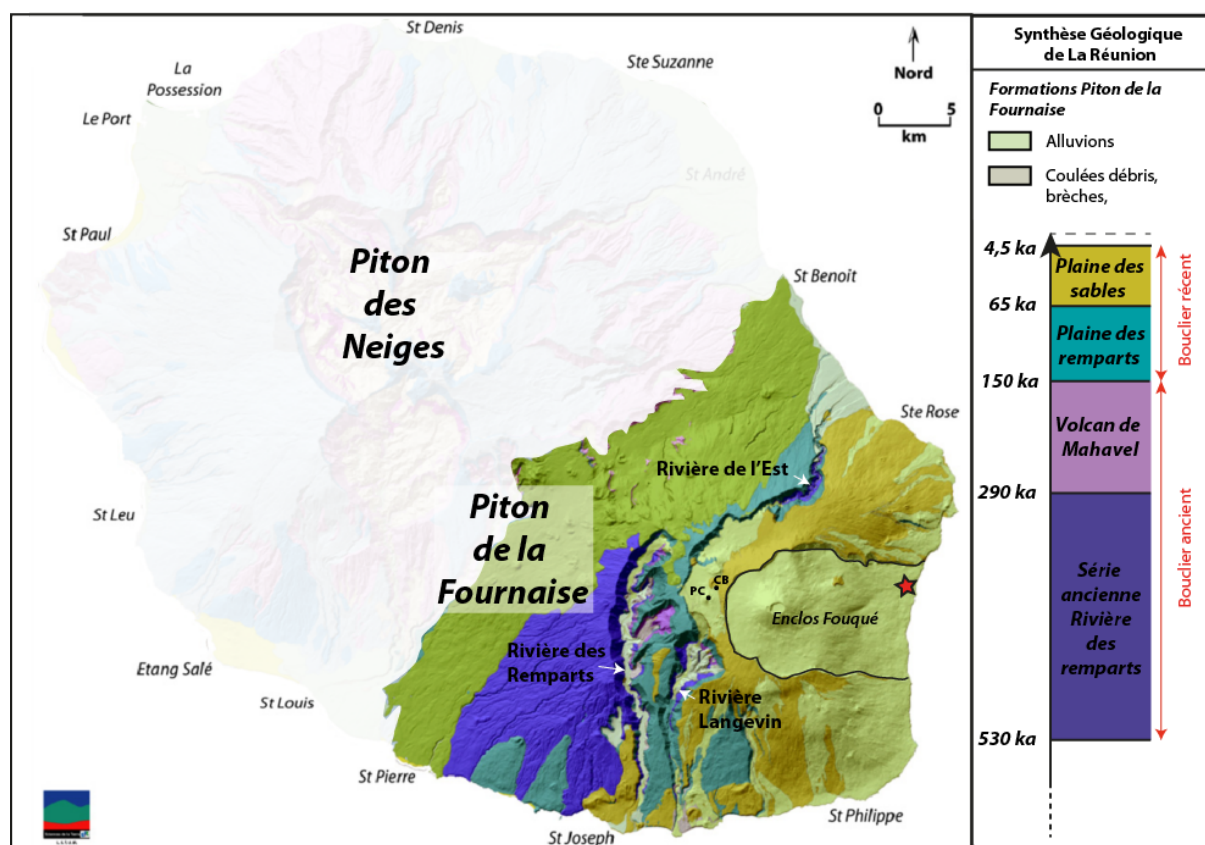 St Denis
La
Possession
Ste Suzanne
Nord
0 5
km
Le Port
St André
St Paul
Piton
des
Neiges
St Benoit
Ste Rose
Rivière de l'Est
St Leu
Piton
de la
Fournaise
CB
PC
Enclos Fouqué
Rivière des
Remparts
Etang Salé
Rivière
Langevin
St Louis
St Pierre
St Philippe
St Joseph
Synthèse Géologique
de La Réunion
Formations Piton de la
Fournaise
Alluvions
Coulées débris,
brèches,
4,5 ka
Plaine des
sables
65 ka
Plaine des
remparts
150 ka
Bouclier récent
Volcan de
Mahavel
290 ka
Série
ancienne
Rivière
des
remparts
530 ka
Bouclier ancient